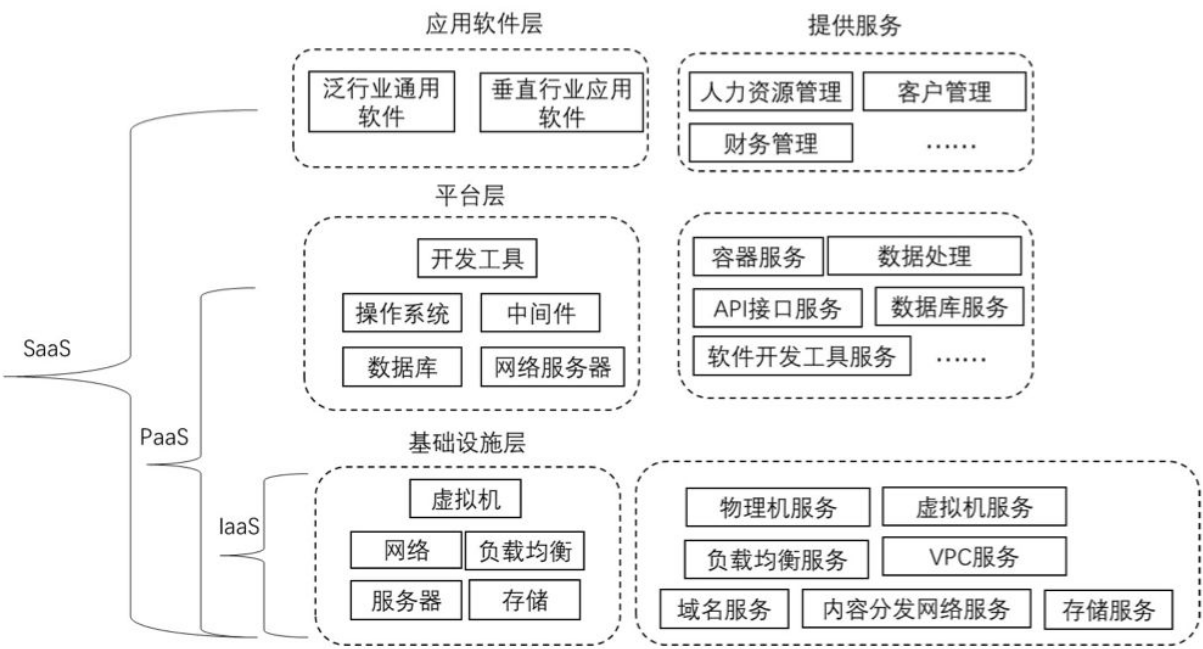 应用软件层 提供服务
泛行业通用 垂直行业应用 人力资源管理 客户管理
软件 软件
财务管理 ……
平台层
开发工具 容器服务 数据处理
操作系统 中间件 API接口服务 数据库服务
SaaS
数据库 网络服务器 软件开发工具服务 ……
PaaS
基础设施层
虚拟机 物理机服务 虚拟机服务
IaaS
网络 负载均衡 负载均衡服务 VPC服务
服务器 存储 域名服务 内容分发网络服务 存储服务